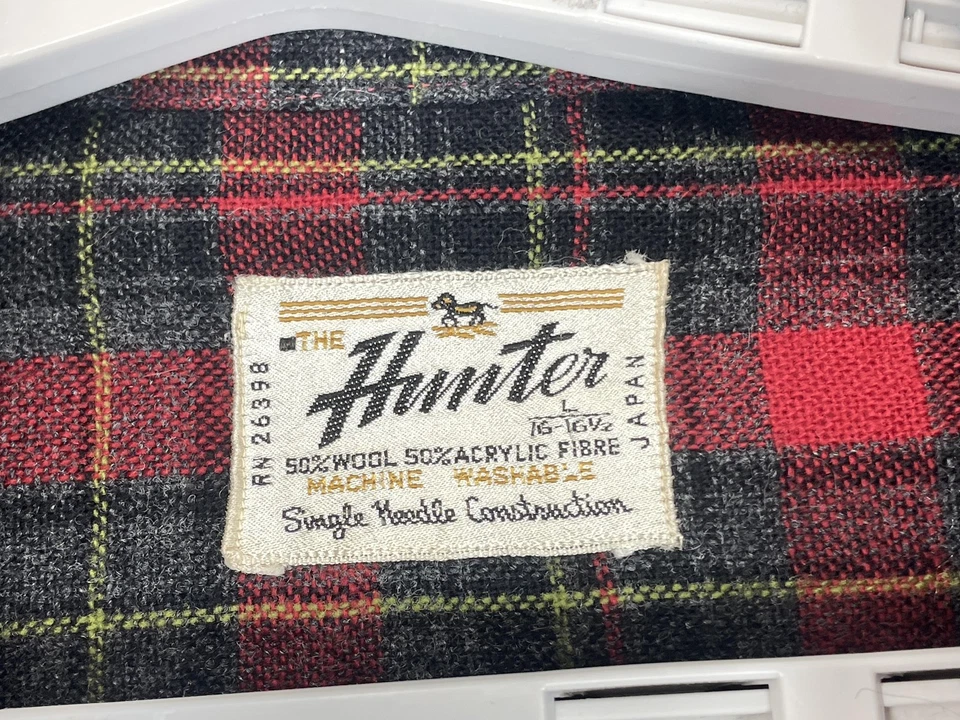 THE
Hunter
L
16-16½
50%WOOL 50%ACRYLIC FIBRE
MACHINE WASHABLE
Single Needle Construction
RN 26398
JAPAN